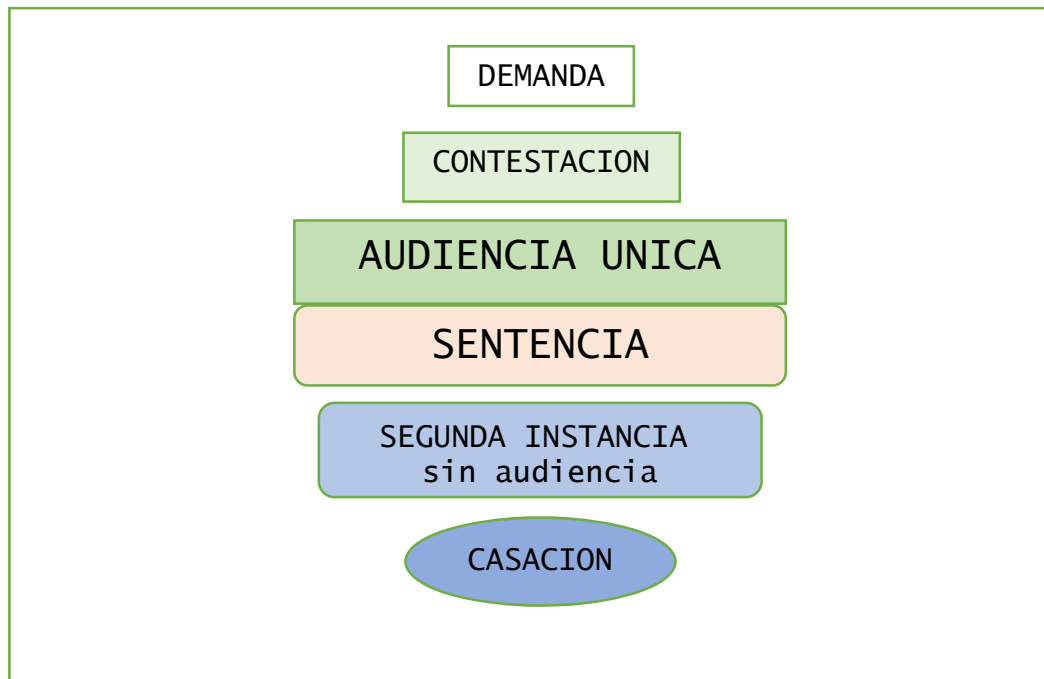 DEMANDA
CONTESTACION
AUDIENCIA UNICA
SENTENCIA
SEGUNDA INSTANCIA
sin audiencia
CASACION